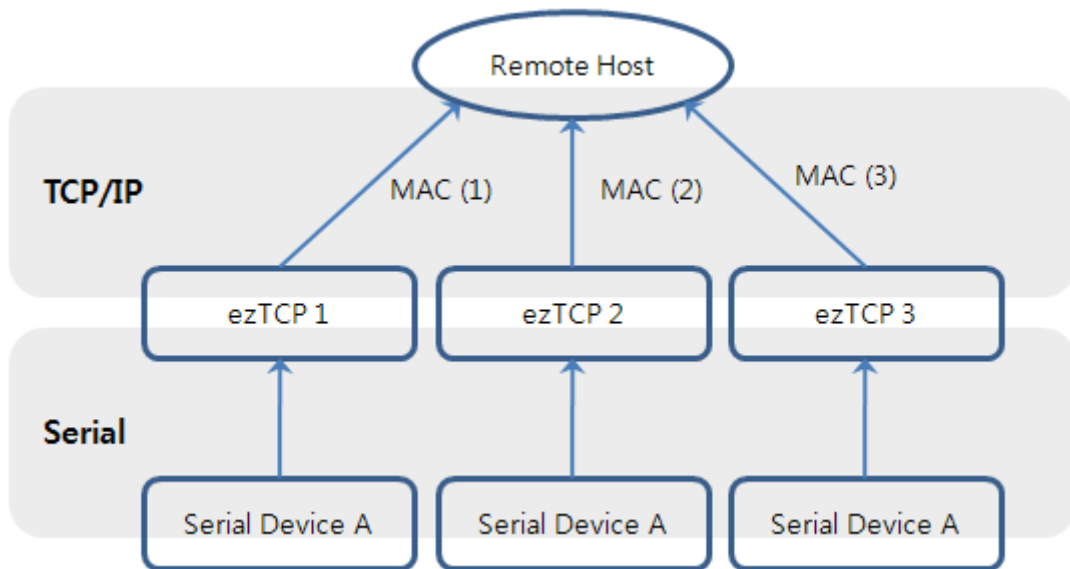 Remote Host
TCP/IP
MAC (1)
MAC (2)
MAC (3)
ezTCP 1
ezTCP 2
ezTCP 3
Serial
Serial Device A
Serial Device A
Serial Device A